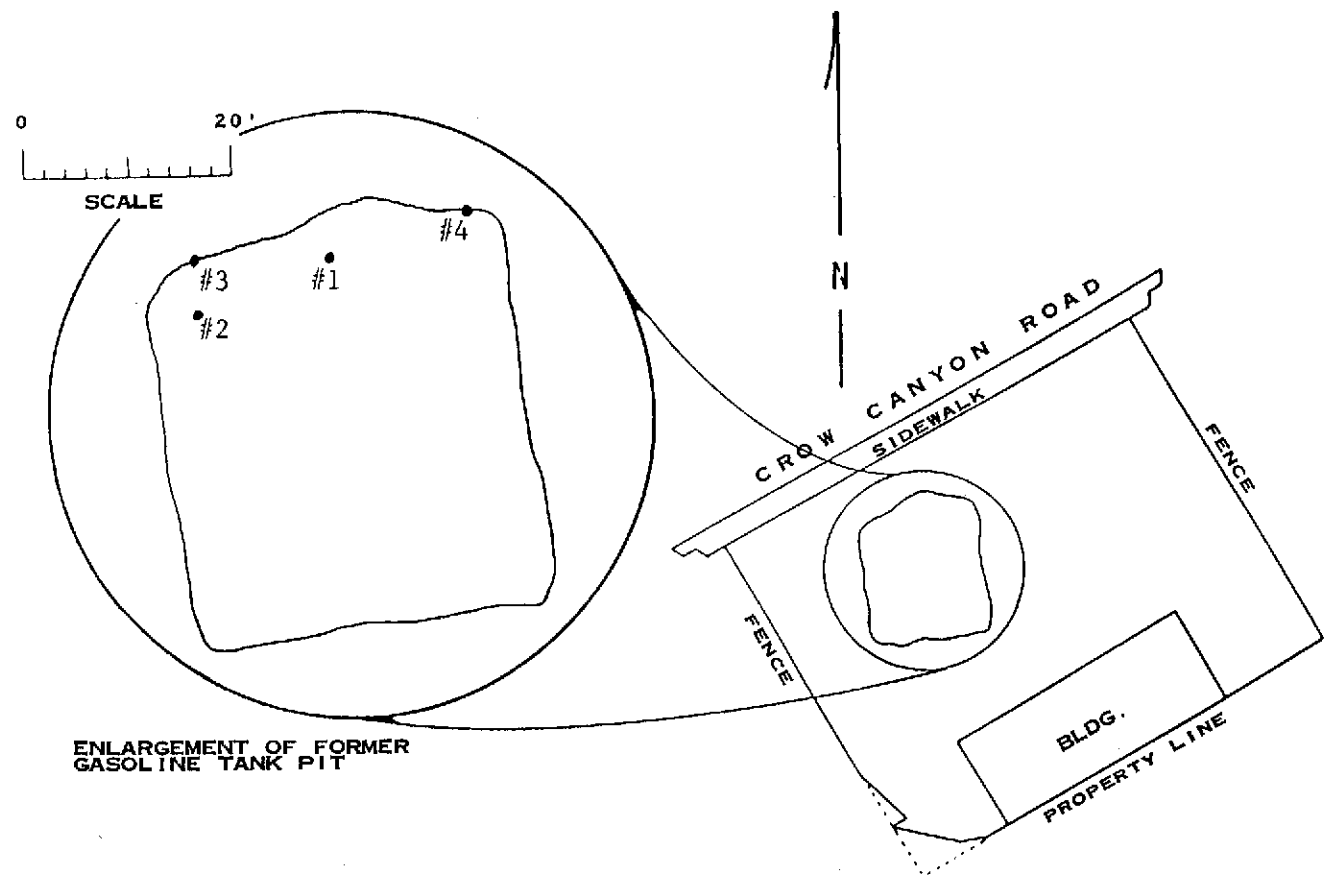 0 20'
SCALE
#4
#3
#1
#2
N
CROW CANYON ROAD
SIDEWALK
FENCE
FENCE
BLDG.
PROPERTY LINE
ENLARGEMENT OF FORMER
GASOLINE TANK PIT